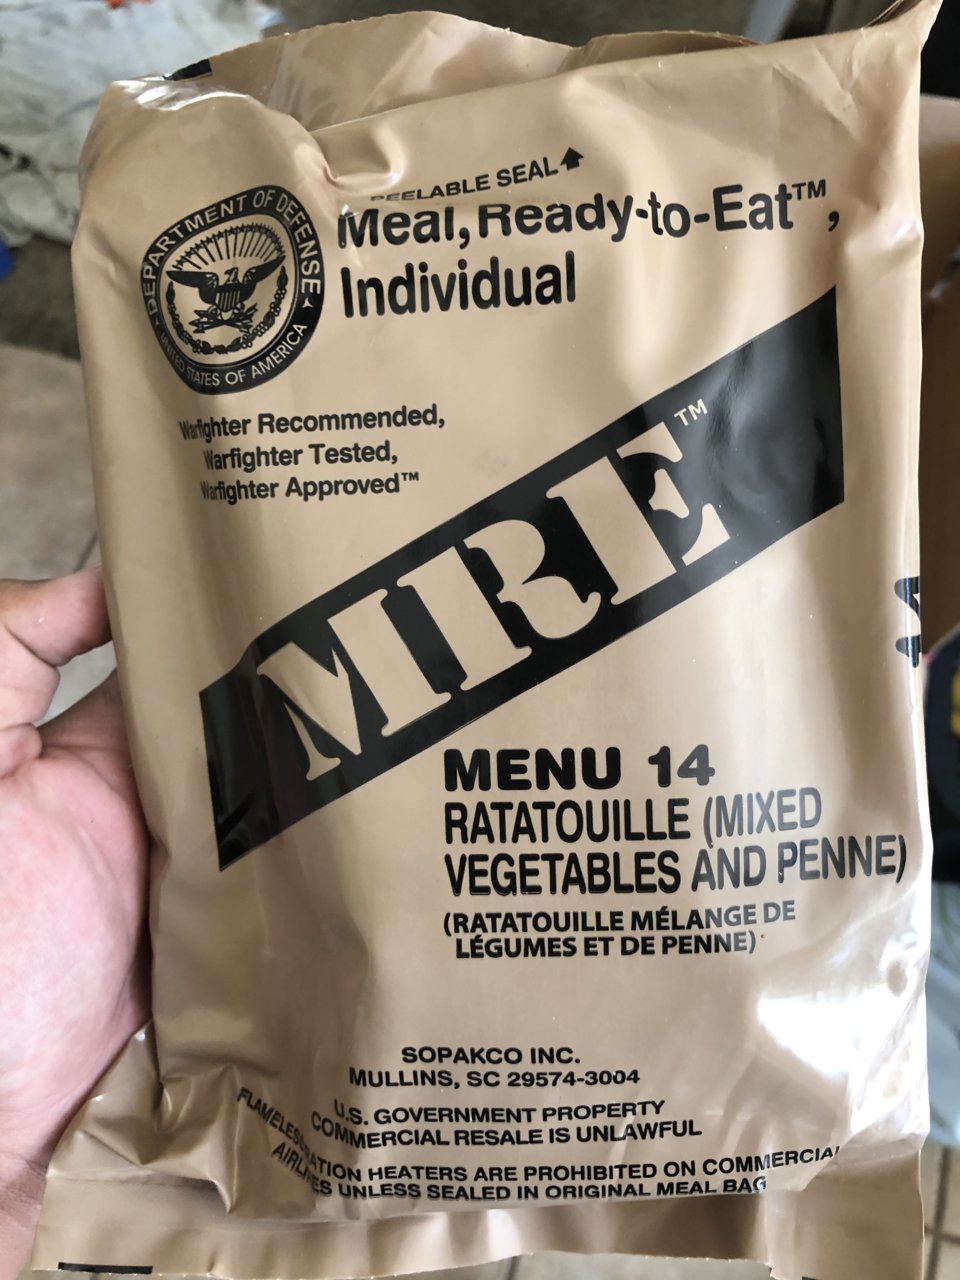 PEELABLE SEAL
Meal, Ready-to-Eat™,
Individual
DEPARTMENT OF DEFENSE
UNITED STATES OF AMERICA
Warfighter Recommended,
Warfighter Tested,
Warfighter Approved™
MRE™
MENU 14
RATATOUILLE (MIXED
VEGETABLES AND PENNE)
(RATATOUILLE MÉLANGE DE
LÉGUMES ET DE PENNE)
SOPAKCO INC.
MULLINS, SC 29574-3004
U.S. GOVERNMENT PROPERTY
COMMERCIAL RESALE IS UNLAWFUL
HEATERS ARE PROHIBITED ON COMMERCIAL
AIRLINES UNLESS SEALED IN ORIGINAL MEAL BAG